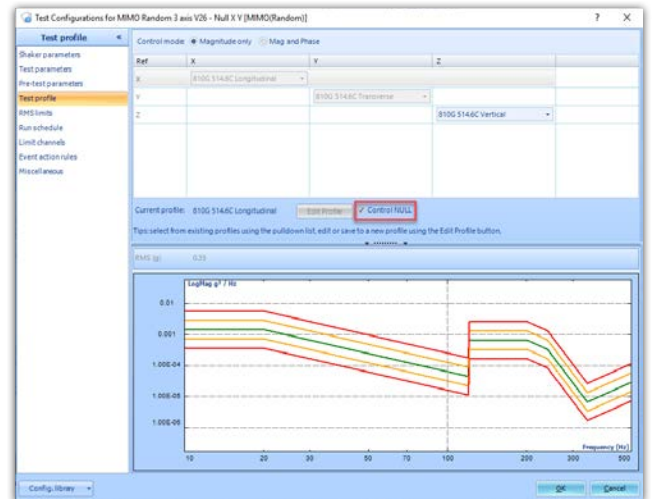 Test Configurations for MIMO Random 3 axis V26 - Null X Y [MIMO(Random)]
? X
Test profile «
Shaker parameters
Test parameters
Pre-test parameters
Test profile
RMS limits
Run schedule
Limit channels
Event action rules
Miscellaneous
Control mode: Magnitude only Mag and Phase
Ref X Y Z
X 810G 514.6C Longitudinal
Y 810G 514.6C Transverse
Z 810G 514.6C Vertical
Current profile: 810G 514.6C Longitudinal Edit Profile ✓ Control NULL
Tips: select from existing profiles using the pulldown list, edit or save to a new profile using the Edit Profile button.
RMS (g) 0.33
LogMag g² / Hz
0.01
0.001
1.00E-04
1.00E-05
1.00E-06
Frequency [Hz]
10 20 30 50 70 100 200 300 500
Config. library OK Cancel